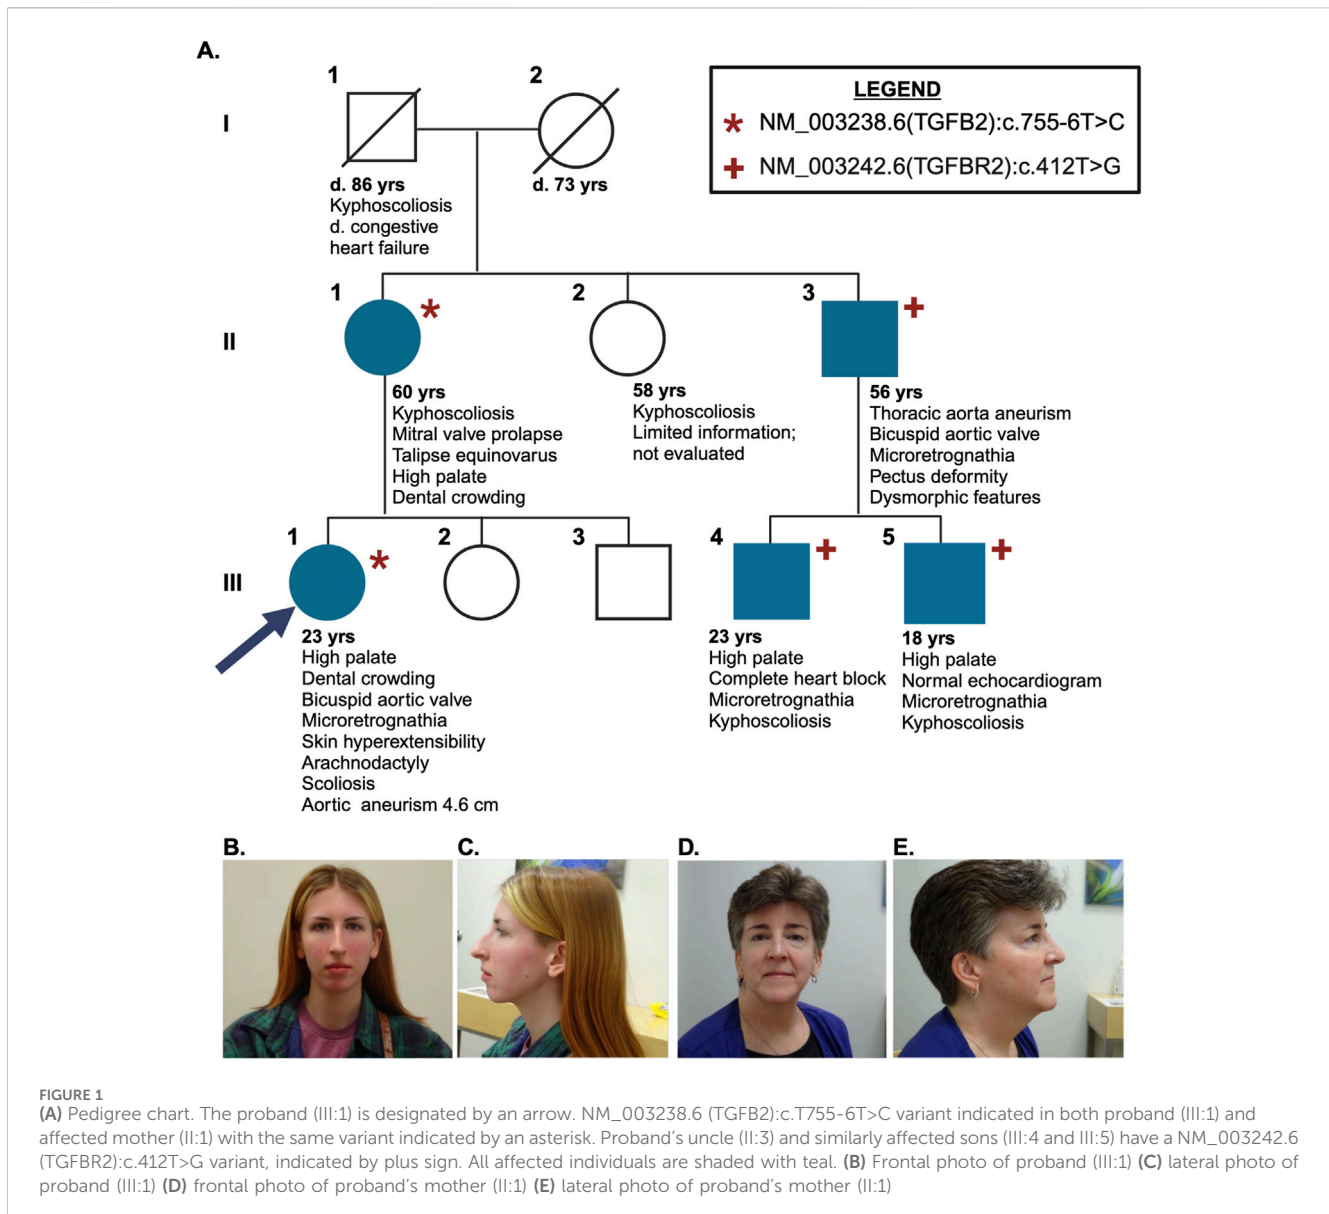 A.
1
2
LEGEND
* NM_003238.6(TGFB2):c.755-6T>C
+ NM_003242.6(TGFBR2):c.412T>G
I
d. 86 yrs
Kyphoscoliosis
d. congestive
heart failure
d. 73 yrs
1
*
2
3
+
II
60 yrs
Kyphoscoliosis
Mitral valve prolapse
Talipse equinovarus
High palate
Dental crowding
58 yrs
Kyphoscoliosis
Limited information;
not evaluated
56 yrs
Thoracic aorta aneurism
Bicuspid aortic valve
Microretrognathia
Pectus deformity
Dysmorphic features
1
*
2
3
4
+
5
+
III
23 yrs
High palate
Dental crowding
Bicuspid aortic valve
Microretrognathia
Skin hyperextensibility
Arachnodactyly
Scoliosis
Aortic aneurism 4.6 cm
23 yrs
High palate
Complete heart block
Microretrognathia
Kyphoscoliosis
18 yrs
High palate
Normal echocardiogram
Microretrognathia
Kyphoscoliosis
B.
C.
D.
E.
FIGURE 1
(A) Pedigree chart. The proband (III:1) is designated by an arrow. NM_003238.6 (TGFB2):c.T755-6T>C variant indicated in both proband (III:1) and
affected mother (II:1) with the same variant indicated by an asterisk. Proband's uncle (II:3) and similarly affected sons (III:4 and III:5) have a NM_003242.6
(TGFBR2):c.412T>G variant, indicated by plus sign. All affected individuals are shaded with teal. (B) Frontal photo of proband (III:1) (C) lateral photo of
proband (III:1) (D) frontal photo of proband's mother (II:1) (E) lateral photo of proband's mother (II:1)